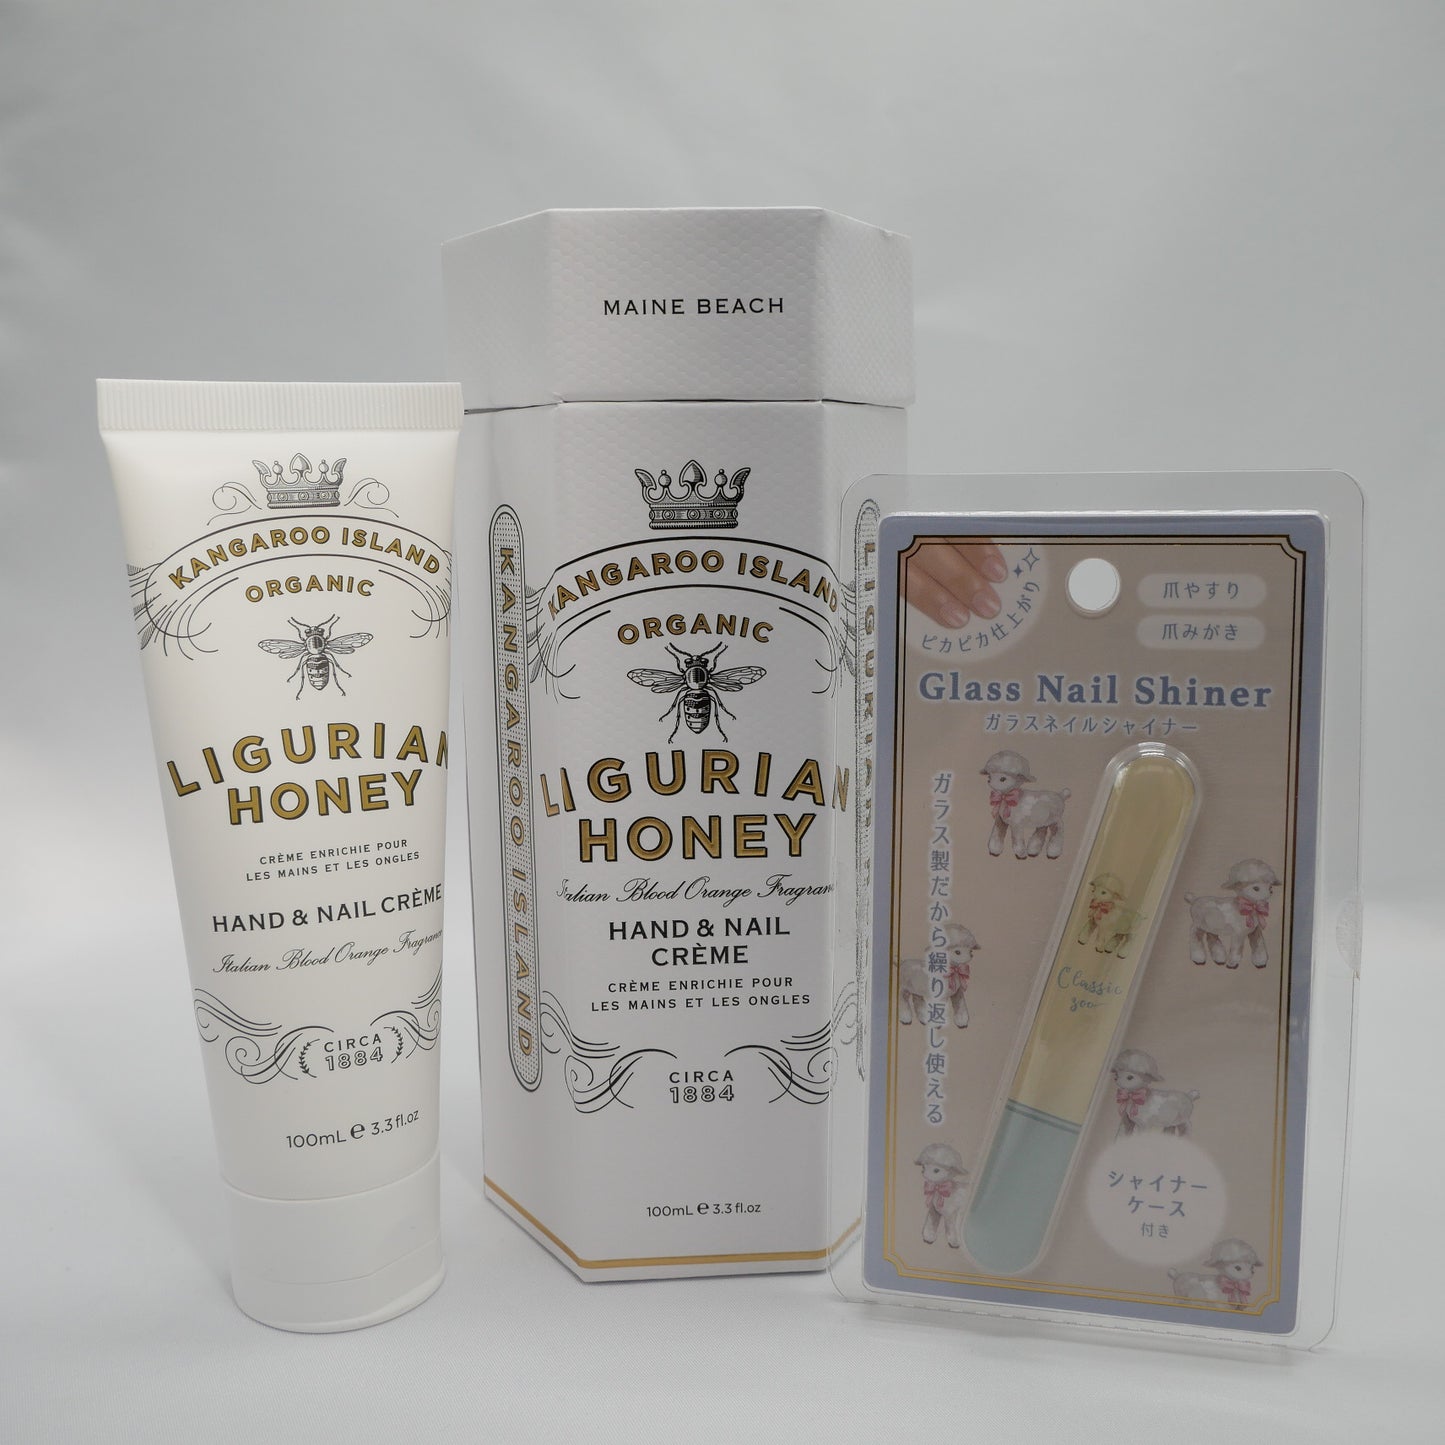 KANGAROO ISLAND
ORGANIC
LIGURIAN
HONEY
CRÈME ENRICHIE POUR
LES MAINS ET LES ONGLES
HAND & NAIL CRÈME
Italian Blood Orange Fragrance
CIRCA
1884
100mL ℮ 3.3 fl.oz
MAINE BEACH
KANGAROO ISLAND
KANGAROO ISLAND
ORGANIC
LIGURIAN
HONEY
Italian Blood Orange Fragrance
HAND & NAIL
CRÈME
CRÈME ENRICHIE POUR
LES MAINS ET LES ONGLES
CIRCA
1884
100mL ℮ 3.3 fl.oz
ピカピカ仕上がり
爪やすり
爪みがき
Glass Nail Shiner
ガラスネイルシャイナー
ガラス製だから繰り返し使える
Classic
zoo
シャイナー
ケース
付き